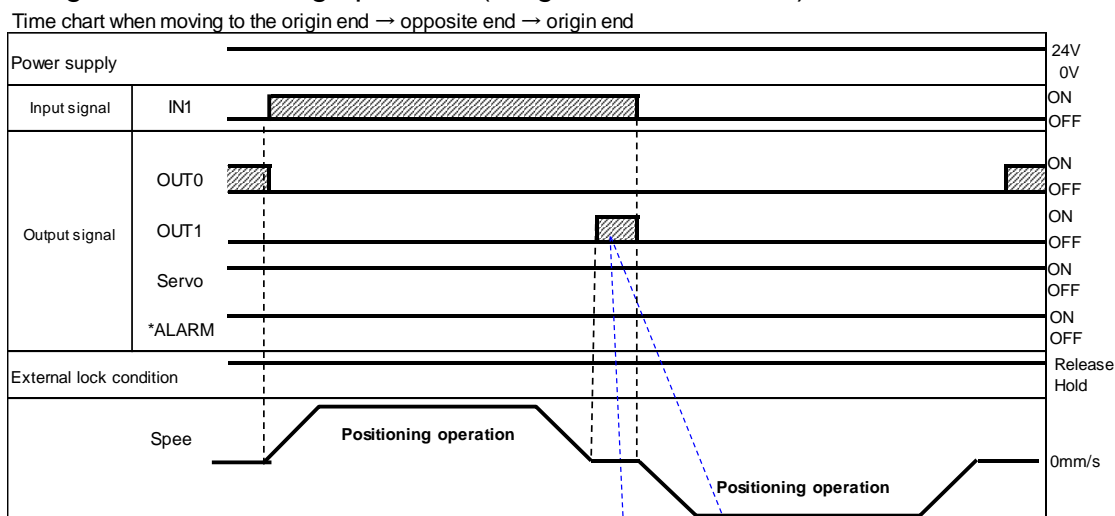 Time chart when moving to the origin end → opposite end → origin end
Power supply
24V
0V
Input signal
IN1
ON
OFF
Output signal
OUT0
ON
OFF
OUT1
ON
OFF
Servo
ON
OFF
*ALARM
ON
OFF
External lock condition
Release
Hold
Spee
Positioning operation
0mm/s
Positioning operation